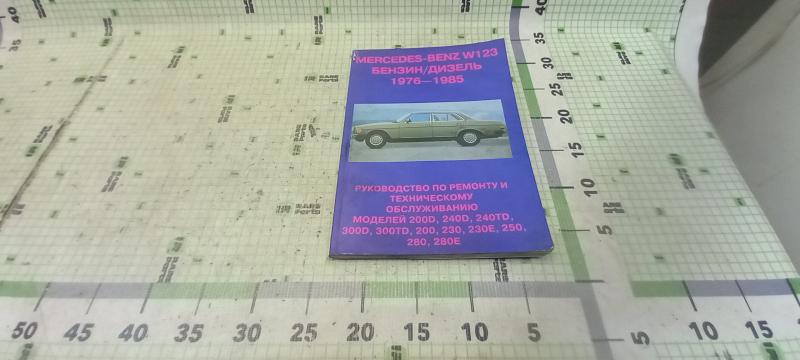 MERCEDES-BENZ W123
БЕНЗИН/ДИЗЕЛЬ
1976—1985
РУКОВОДСТВО ПО РЕМОНТУ И
ТЕХНИЧЕСКОМУ
ОБСЛУЖИВАНИЮ
МОДЕЛЕЙ 200D, 240D, 240TD,
300D, 300TD, 200, 230, 230E, 250,
280, 280E
40
35
25
20
15
10
5
50 45 40 35 30 25 20 15 10 5 5 10 15